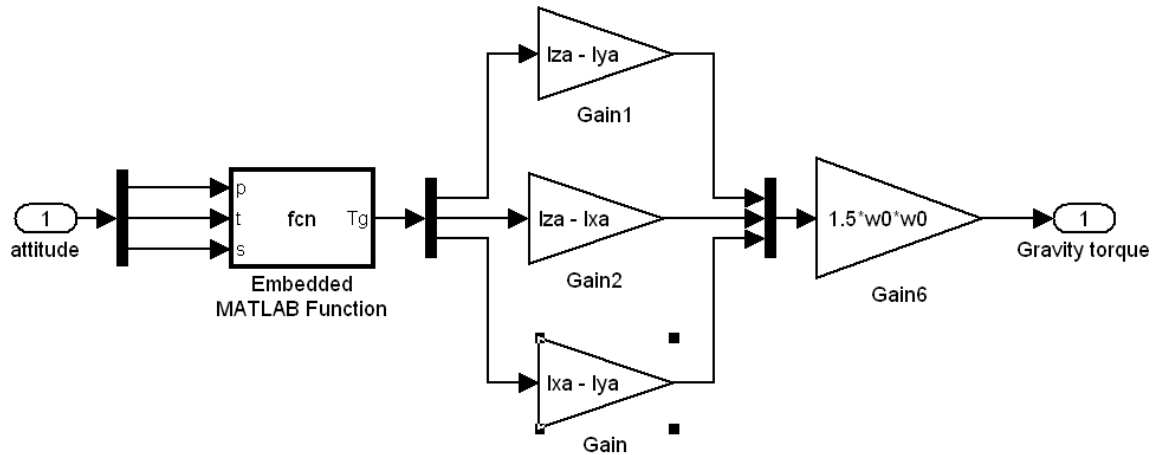 Iza - Iya
Gain1
1
attitude
p
t
s
fcn
Tg
Embedded
MATLAB Function
Iza - Ixa
Gain2
Ixa - Iya
Gain
1.5*w0*w0
Gain6
1
Gravity torque